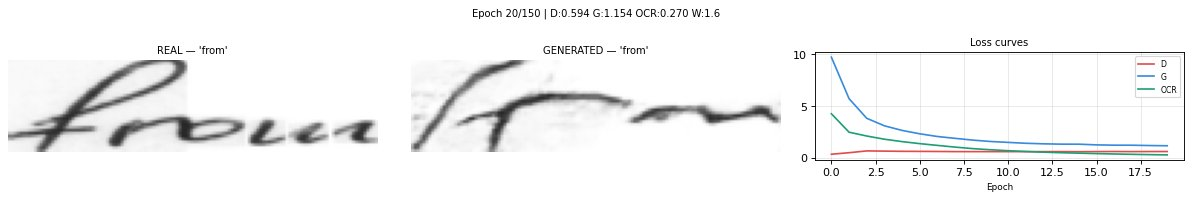 Epoch 20/150 | D:0.594 G:1.154 OCR:0.270 W:1.6
REAL — 'from'
GENERATED — 'from'
Loss curves
from
10
5
0
D
G
OCR
0.0 2.5 5.0 7.5 10.0 12.5 15.0 17.5
Epoch